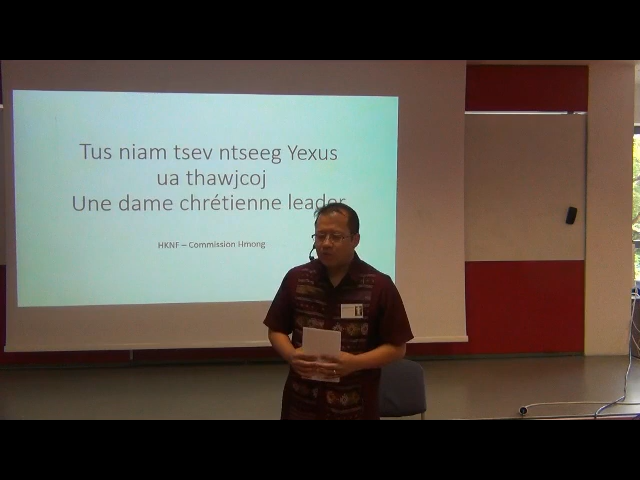 Tus niam tsev ntseeg Yexus
ua thawjcoj
Une dame chrétienne leader
HKNF – Commission Hmong